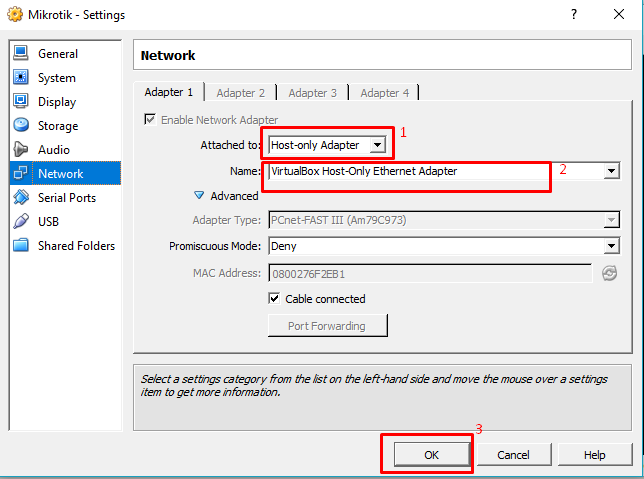 Mikrotik - Settings
?
General
System
Display
Storage
Audio
Network
Serial Ports
USB
Shared Folders
Network
Adapter 1 Adapter 2 Adapter 3 Adapter 4
Enable Network Adapter
Attached to: Host-only Adapter 1
Name: VirtualBox Host-Only Ethernet Adapter 2
Advanced
Adapter Type: PCnet-FAST III (Am79C973)
Promiscuous Mode: Deny
MAC Address: 0800276F2EB1
Cable connected
Port Forwarding
Select a settings category from the list on the left-hand side and move the mouse over a settings
item to get more information.
3
OK Cancel Help